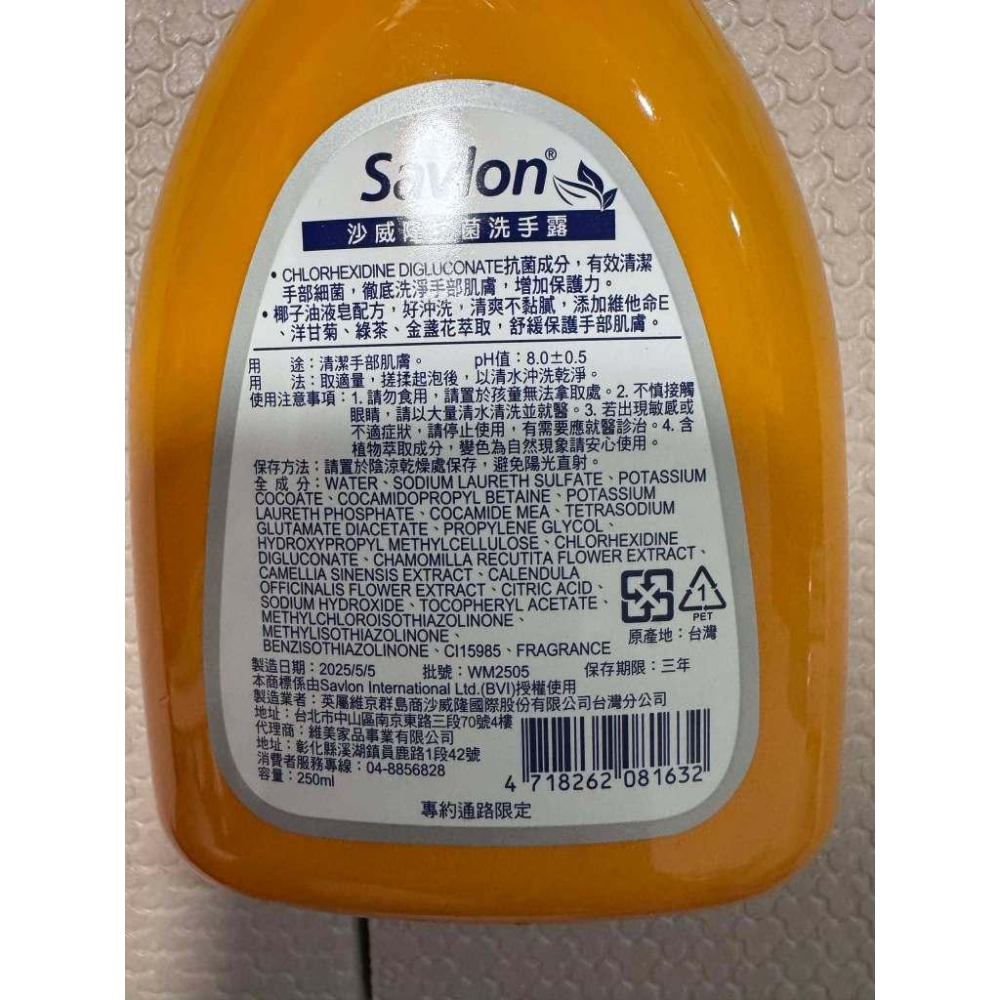 Savlon®
沙威隆抗菌洗手露
• CHLORHEXIDINE DIGLUCONATE抗菌成分，有效清潔
手部細菌，徹底洗淨手部肌膚，增加保護力。
• 椰子油液皂配方，好沖洗，清爽不黏膩，添加維他命E
、洋甘菊、綠茶、金盞花萃取，舒緩保護手部肌膚。
用　　途：清潔手部肌膚。　　pH值：8.0±0.5
用　　法：取適量，搓揉起泡後，以清水沖洗乾淨。
使用注意事項：1. 請勿食用，請置於孩童無法拿取處。2. 不慎接觸
眼睛，請以大量清水清洗並就醫。3. 若出現敏感或
不適症狀，請停止使用，有需要應就醫診治。4. 含
植物萃取成分，變色為自然現象請安心使用。
保存方法：請置於陰涼乾燥處保存，避免陽光直射。
全 成 分：WATER、SODIUM LAURETH SULFATE、POTASSIUM
COCOATE、COCAMIDOPROPYL BETAINE、POTASSIUM
LAURETH PHOSPHATE、COCAMIDE MEA、TETRASODIUM
GLUTAMATE DIACETATE、PROPYLENE GLYCOL、
HYDROXYPROPYL METHYLCELLULOSE、CHLORHEXIDINE
DIGLUCONATE、CHAMOMILLA RECUTITA FLOWER EXTRACT、
CAMELLIA SINENSIS EXTRACT、CALENDULA
OFFICINALIS FLOWER EXTRACT、CITRIC ACID、
SODIUM HYDROXIDE、TOCOPHERYL ACETATE、
METHYLCHLOROISOTHIAZOLINONE、
METHYLISOTHIAZOLINONE、
BENZISOTHIAZOLINONE、CI15985、FRAGRANCE
1
PET
原產地：台灣
製造日期：2025/5/5　　批號：WM2505　　保存期限：三年
本商標係由Savlon International Ltd.(BVI)授權使用
製造業者：英屬維京群島商沙威隆國際股份有限公司台灣分公司
地址：台北市中山區南京東路三段70號4樓
代理商：維美家品事業有限公司
地址：彰化縣溪湖鎮員鹿路1段42號
消費者服務專線：04-8856828
容量：250ml
4 718262 081632
專約通路限定